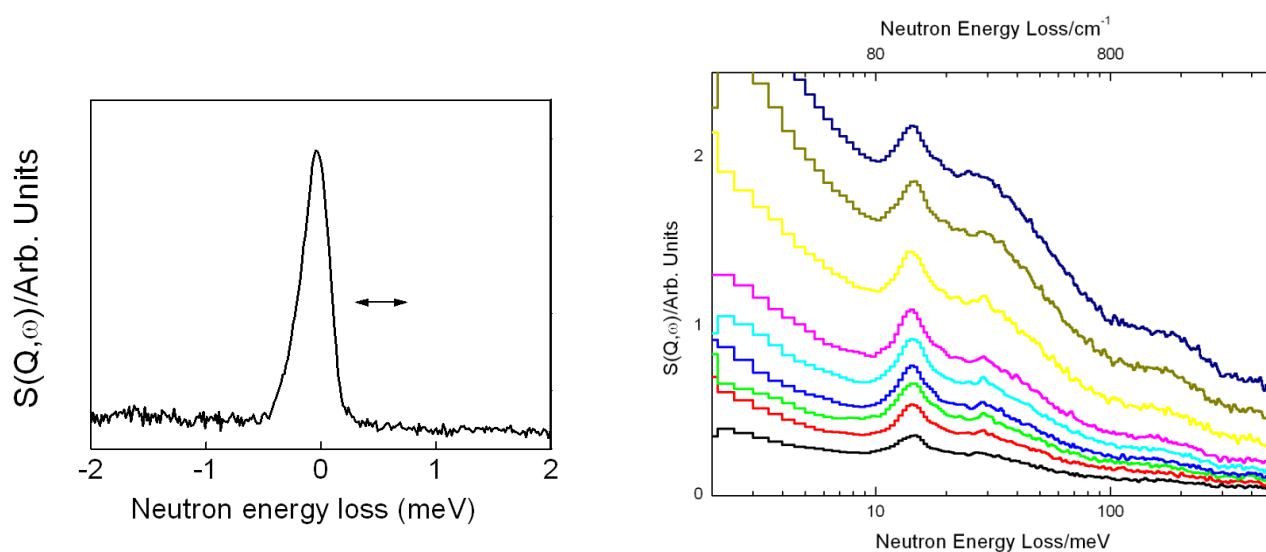 S(Q,ω))/Arb. Units
-2
-1
0
1
2
Neutron energy loss (meV)
Neutron Energy Loss/cm⁻¹
80
800
S(Q,ω))/Arb. Units
2
1
0
10
100
Neutron Energy Loss/meV